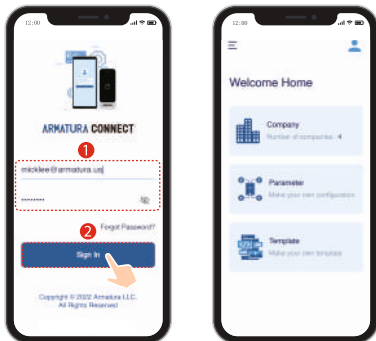 12:00
ARMATURA CONNECT
1
micklee@armatura.us
********
2
Forgot Password?
Sign In
Copyright © 2022 Armatura LLC.
All Rights Reserved
12:00
Welcome Home
Company
Number of companies: 4
Parameter
Make your own configuration
Template
Make your own template